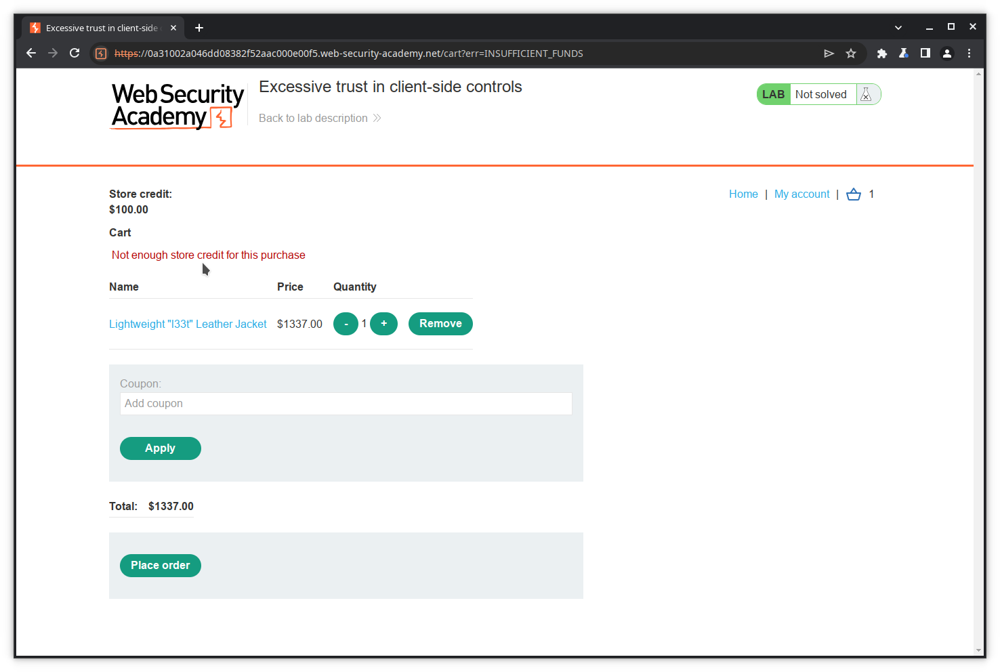 Excessive trust in client-side
https://0a31002a046dd08382f52aac000e00f5.web-security-academy.net/cart?err=INSUFFICIENT_FUNDS
Web Security
Academy
Excessive trust in client-side controls
Back to lab description
LAB Not solved
Store credit:
$100.00
Home | My account | 1
Cart
Not enough store credit for this purchase
Name Price Quantity
Lightweight "l33t" Leather Jacket $1337.00 - 1 + Remove
Coupon:
Add coupon
Apply
Total: $1337.00
Place order